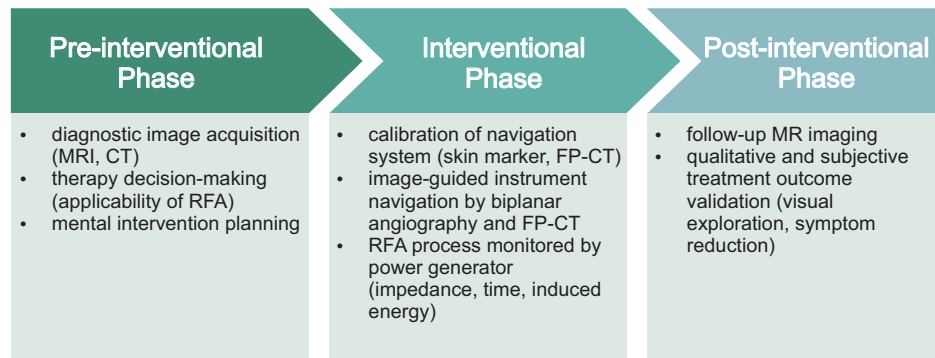 Pre-interventional
Phase
• diagnostic image acquisition
(MRI, CT)
• therapy decision-making
(applicability of RFA)
• mental intervention planning
Interventional
Phase
• calibration of navigation
system (skin marker, FP-CT)
• image-guided instrument
navigation by biplanar
angiography and FP-CT
• RFA process monitored by
power generator
(impedance, time, induced
energy)
Post-interventional
Phase
• follow-up MR imaging
• qualitative and subjective
treatment outcome
validation (visual
exploration, symptom
reduction)